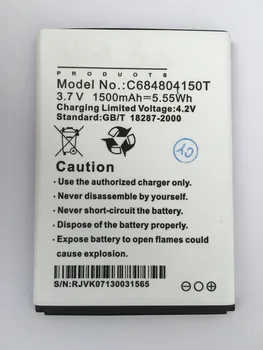 PRODUCTS
Model No.:C684804150T
3.7 V 1500mAh=5.55Wh
Charging Limited Voltage:4.2V
Standard:GB/T 18287-2000
Caution:
Use the authorized charger only.
Never disassemble by yourself.
Never short-circuit the battery.
Dispose of the battery properly.
Expose to battery open flames
could cause explosion.
S/N:RJVK07130031565